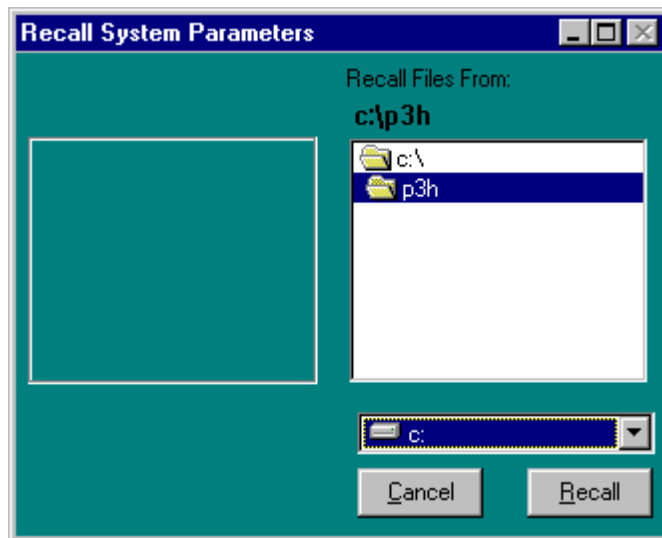 Recall System Parameters
Recall Files From:
c:\p3h
c:\
p3h
c:
Cancel
Recall